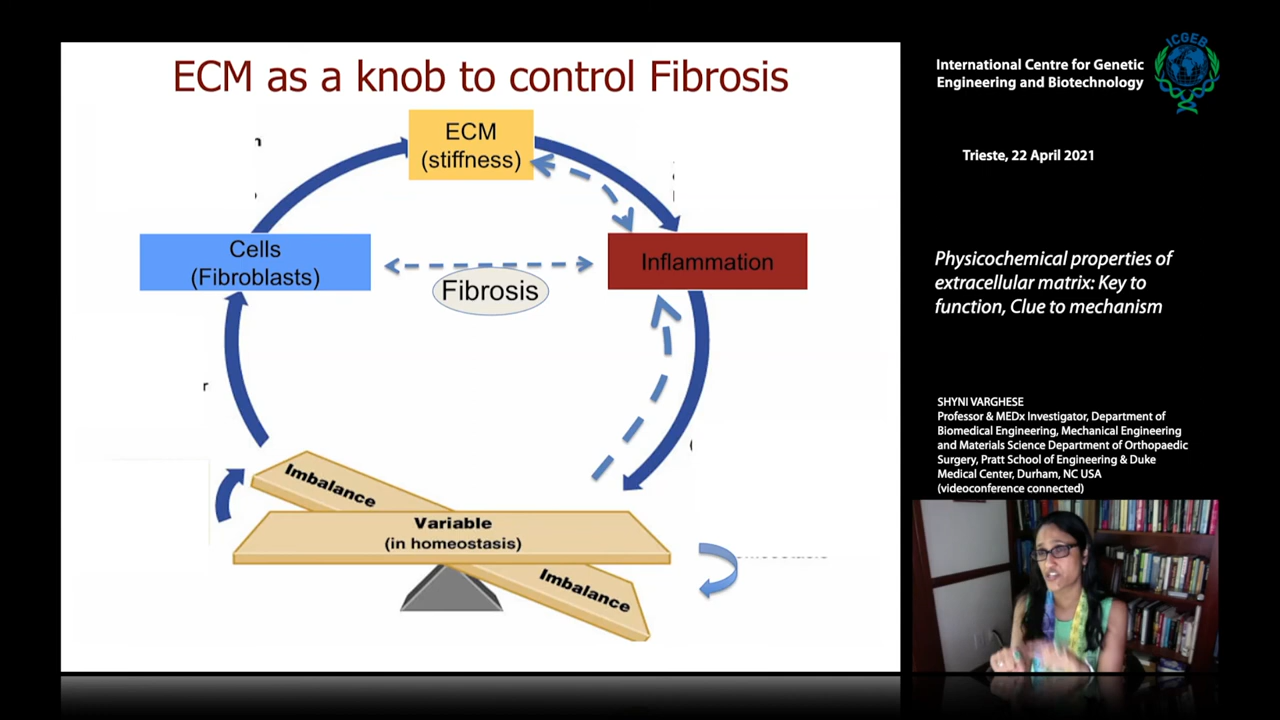 ECM as a knob to control Fibrosis
ECM
(stiffness)
Cells
(Fibroblasts)
Inflammation
Fibrosis
Imbalance
Variable
(in homeostasis)
Imbalance
International Centre for Genetic
Engineering and Biotechnology
ICGEB
Trieste, 22 April 2021
Physicochemical properties of
extracellular matrix: Key to
function, Clue to mechanism
SHYNI VARGHESE
Professor & MEDx Investigator, Department of
Biomedical Engineering, Mechanical Engineering
and Materials Science Department of Orthopaedic
Surgery, Pratt School of Engineering & Duke
Medical Center, Durham, NC USA
(videoconference connected)